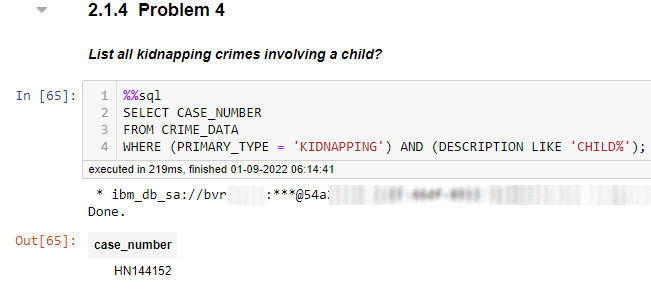 2.1.4 Problem 4
List all kidnapping crimes involving a child?
In [65]:
1 %%sql
2 SELECT CASE_NUMBER
3 FROM CRIME_DATA
4 WHERE (PRIMARY_TYPE = 'KIDNAPPING') AND (DESCRIPTION LIKE 'CHILD%');
executed in 219ms, finished 01-09-2022 06:14:41
* ibm_db_sa://bvr :***@54a
Done.
Out[65]:
case_number
HN144152